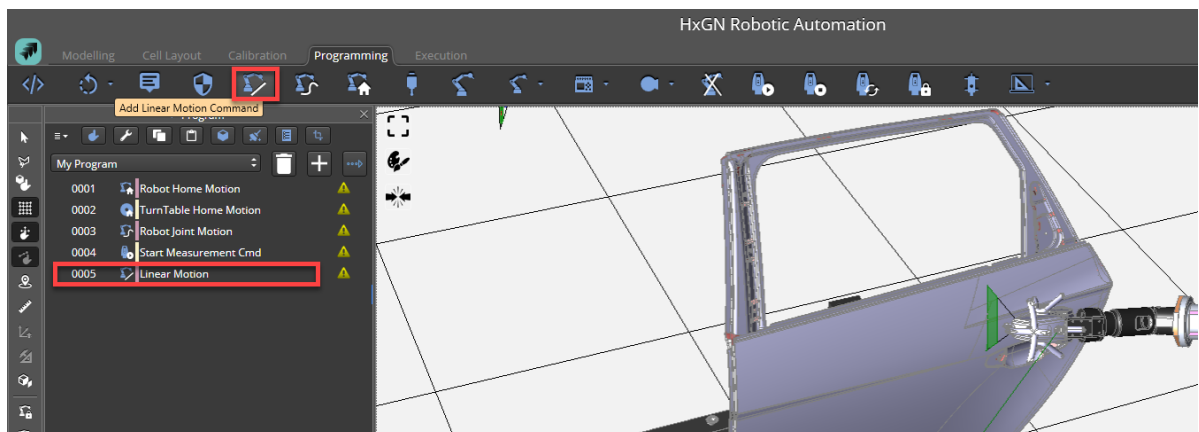 HxGN Robotic Automation
Modelling Cell Layout Calibration Programming Execution
Add Linear Motion Command
Program
My Program
0001 Robot Home Motion
0002 TurnTable Home Motion
0003 Robot Joint Motion
0004 Start Measurement Cmd
0005 Linear Motion